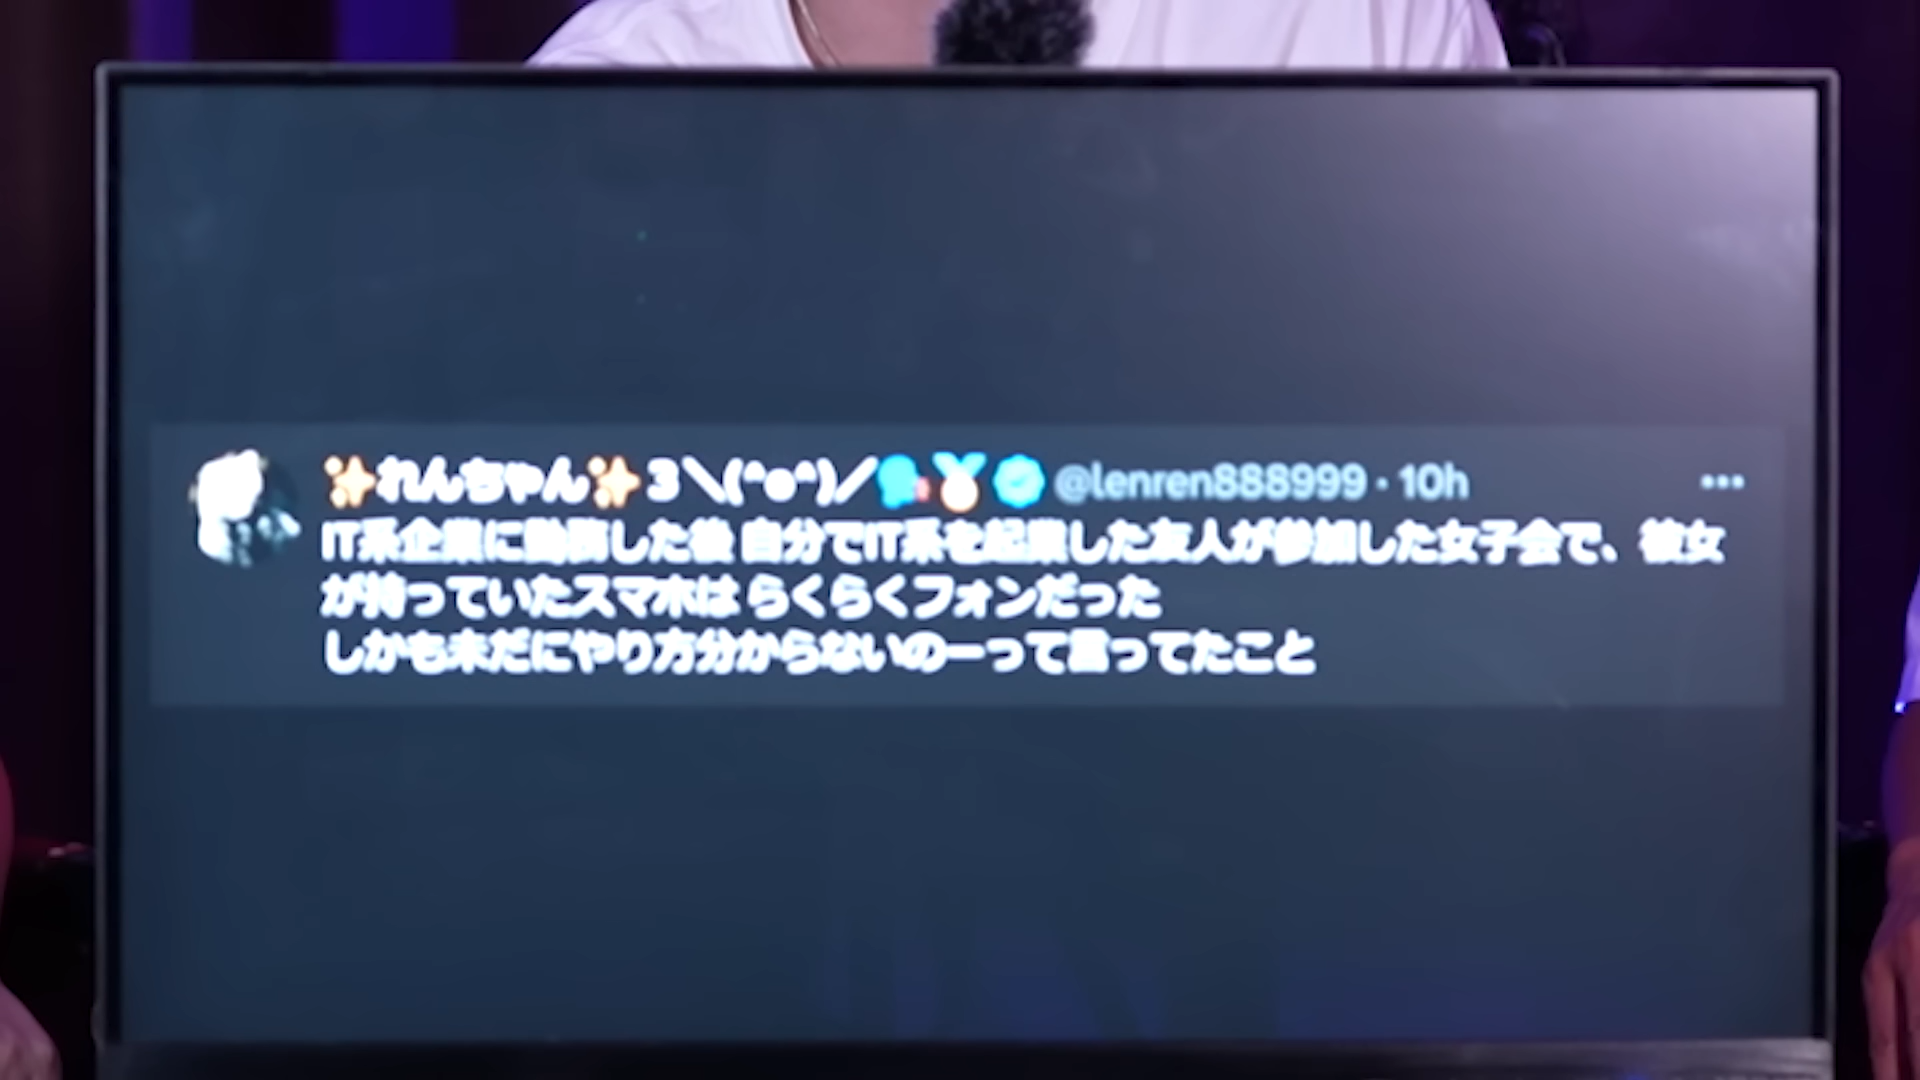 ✨れんちゃん✨3＼(^o^)／🗣️🏅 @lenren888999・10h …
IT系企業に勤務した後 自分でIT系を起業した友人が参加した女子会で、彼女
が持っていたスマホは らくらくフォンだった
しかも未だにやり方分からないのーって言ってたこと